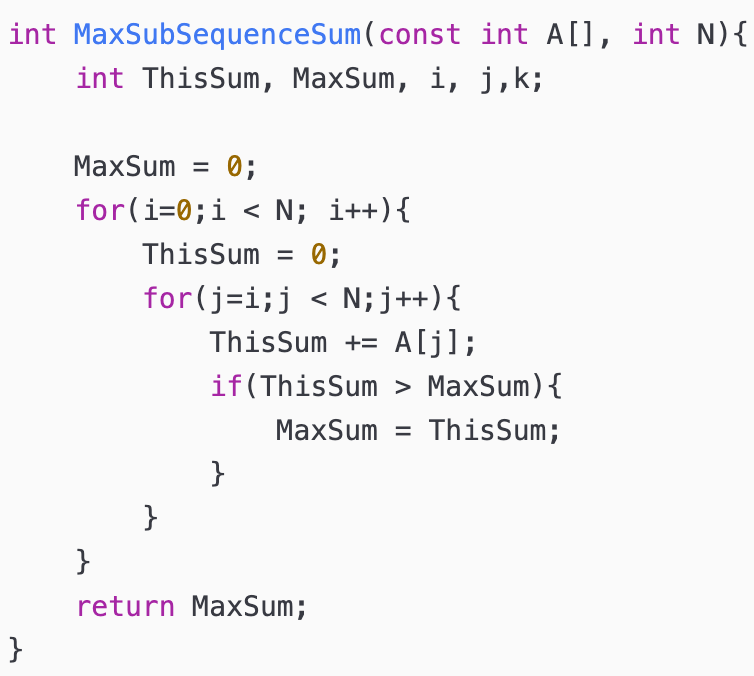 int MaxSubSequenceSum(const int A[], int N){
    int ThisSum, MaxSum, i, j,k;

    MaxSum = 0;
    for(i=0;i < N; i++){
        ThisSum = 0;
        for(j=i;j < N;j++){
            ThisSum += A[j];
            if(ThisSum > MaxSum){
                MaxSum = ThisSum;
            }
        }
    }
    return MaxSum;
}